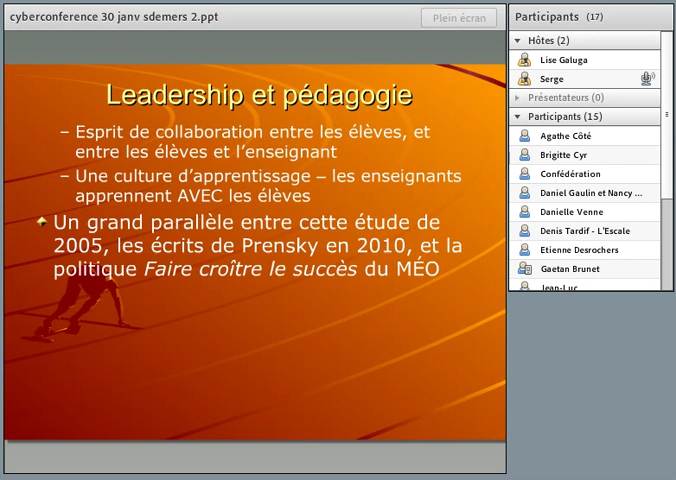 cyberconference 30 janv sdemers 2.ppt
Plein écran
Leadership et pédagogie
– Esprit de collaboration entre les élèves, et
entre les élèves et l'enseignant
– Une culture d'apprentissage – les enseignants
apprennent AVEC les élèves
Un grand parallèle entre cette étude de
2005, les écrits de Prensky en 2010, et la
politique Faire croître le succès du MÉO
Participants (17)
Hôtes (2)
Lise Galuga
Serge
Présentateurs (0)
Participants (15)
Agathe Côté
Brigitte Cyr
Confédération
Daniel Gaulin et Nancy ...
Danielle Venne
Denis Tardif - L'Escale
Etienne Desrochers
Gaetan Brunet
Jean-Luc